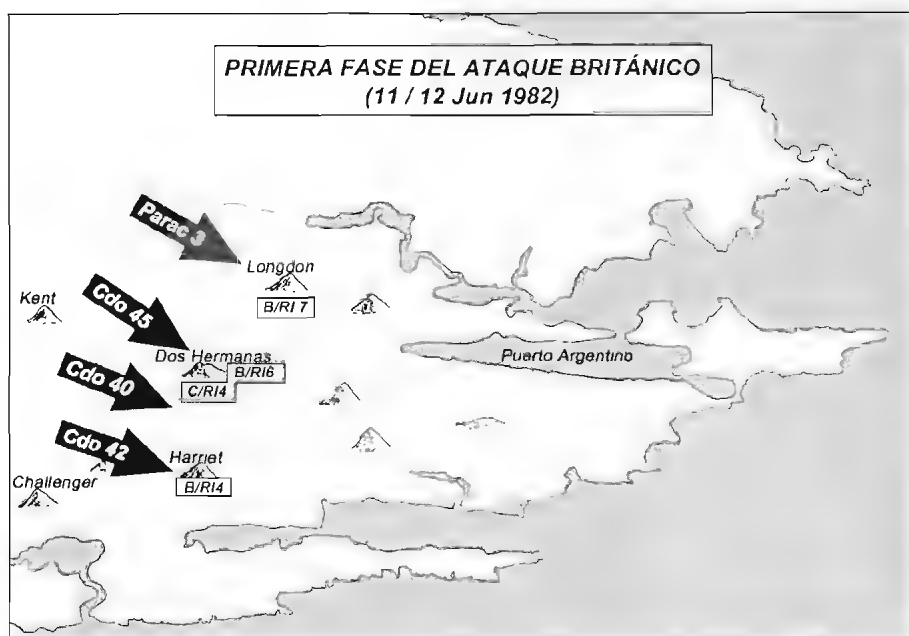 PRIMERA FASE DEL ATAQUE BRITÁNICO
(11 / 12 Jun 1982)
Parac 3
Longdon
B/RI 7
Kent
Cdo 45
Dos Hermanas
B/RI6
C/RI4
Puerto Argentino
Cdo 40
Cdo 42
Harriet
B/RI4
Challenger